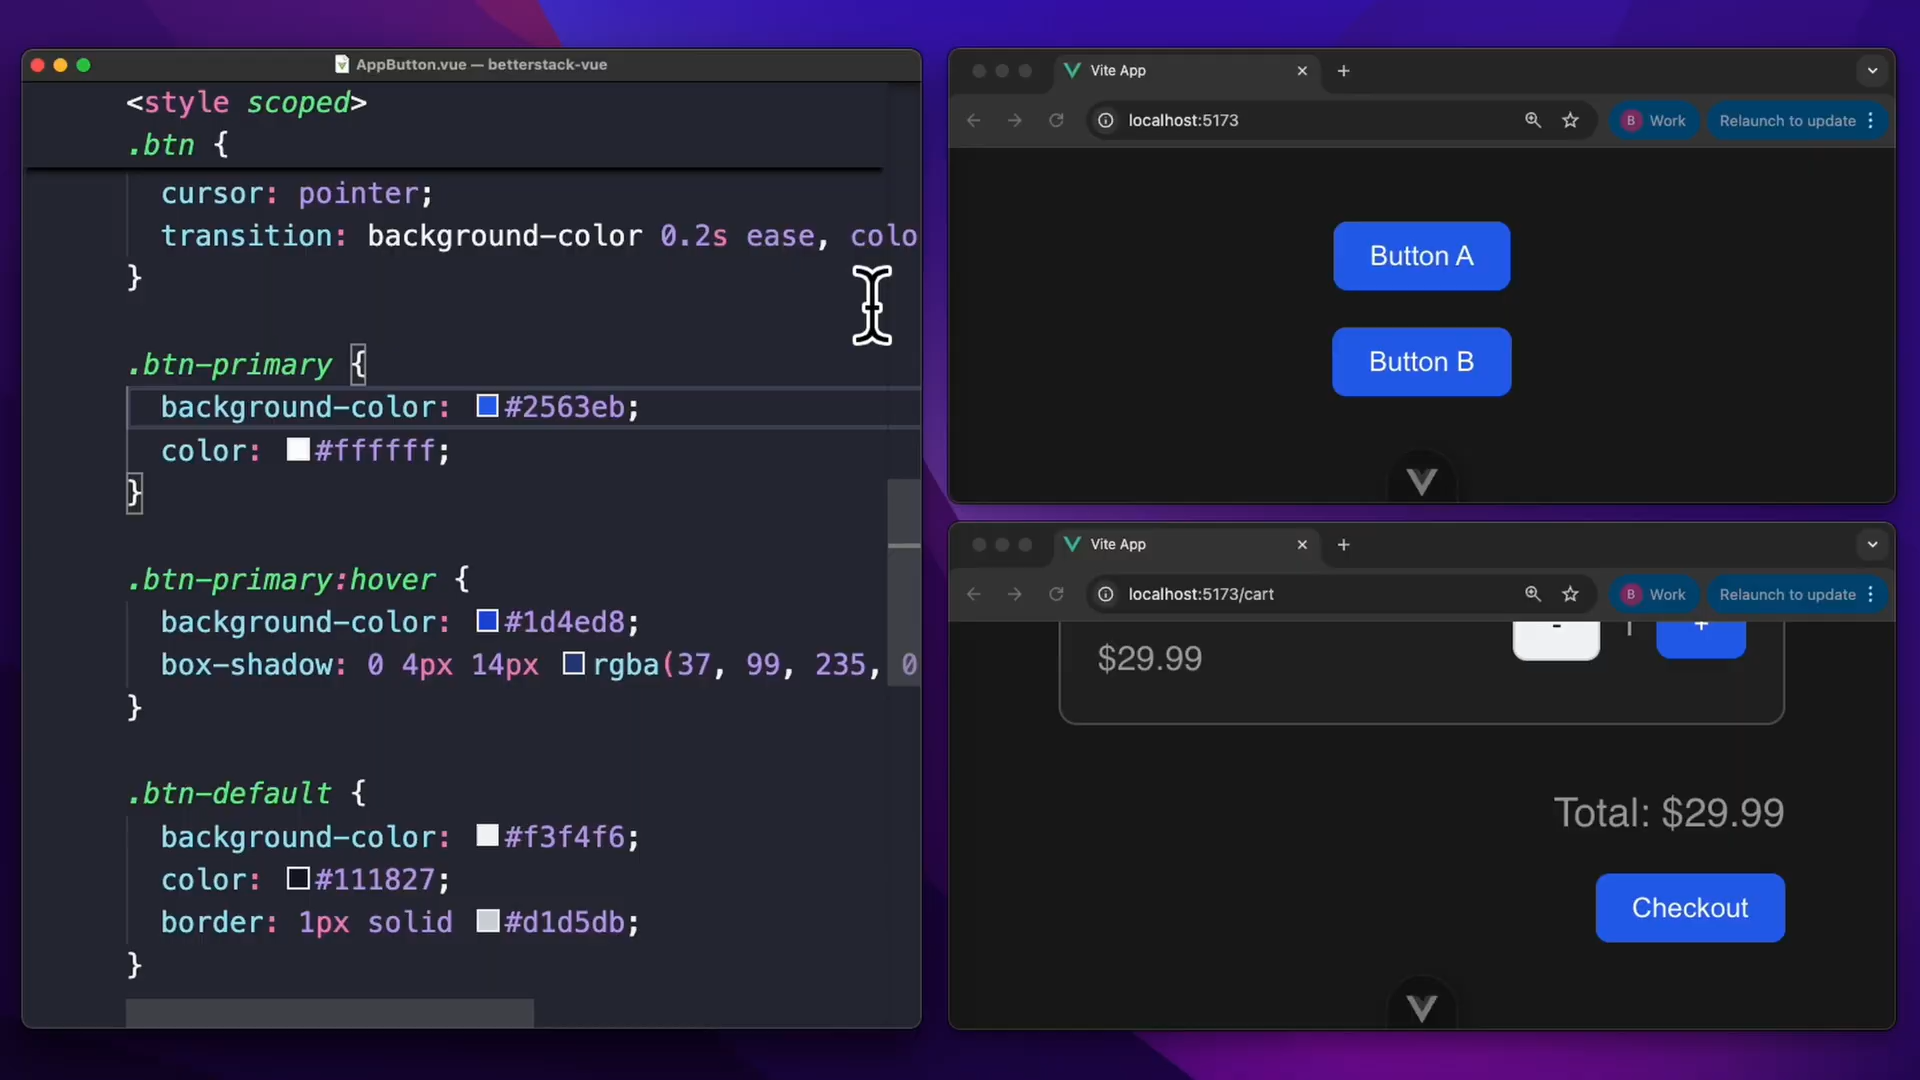 AppButton.vue — betterstack-vue
<style scoped>
.btn {
cursor: pointer;
transition: background-color 0.2s ease, colo
}
.btn-primary {
background-color: #2563eb;
color: #ffffff;
}
.btn-primary:hover {
background-color: #1d4ed8;
box-shadow: 0 4px 14px rgba(37, 99, 235, 0
}
.btn-default {
background-color: #f3f4f6;
color: #111827;
border: 1px solid #d1d5db;
}
Vite App
localhost:5173
B Work
Relaunch to update
Button A
Button B
Vite App
localhost:5173/cart
B Work
Relaunch to update
- +
$29.99
Total: $29.99
Checkout